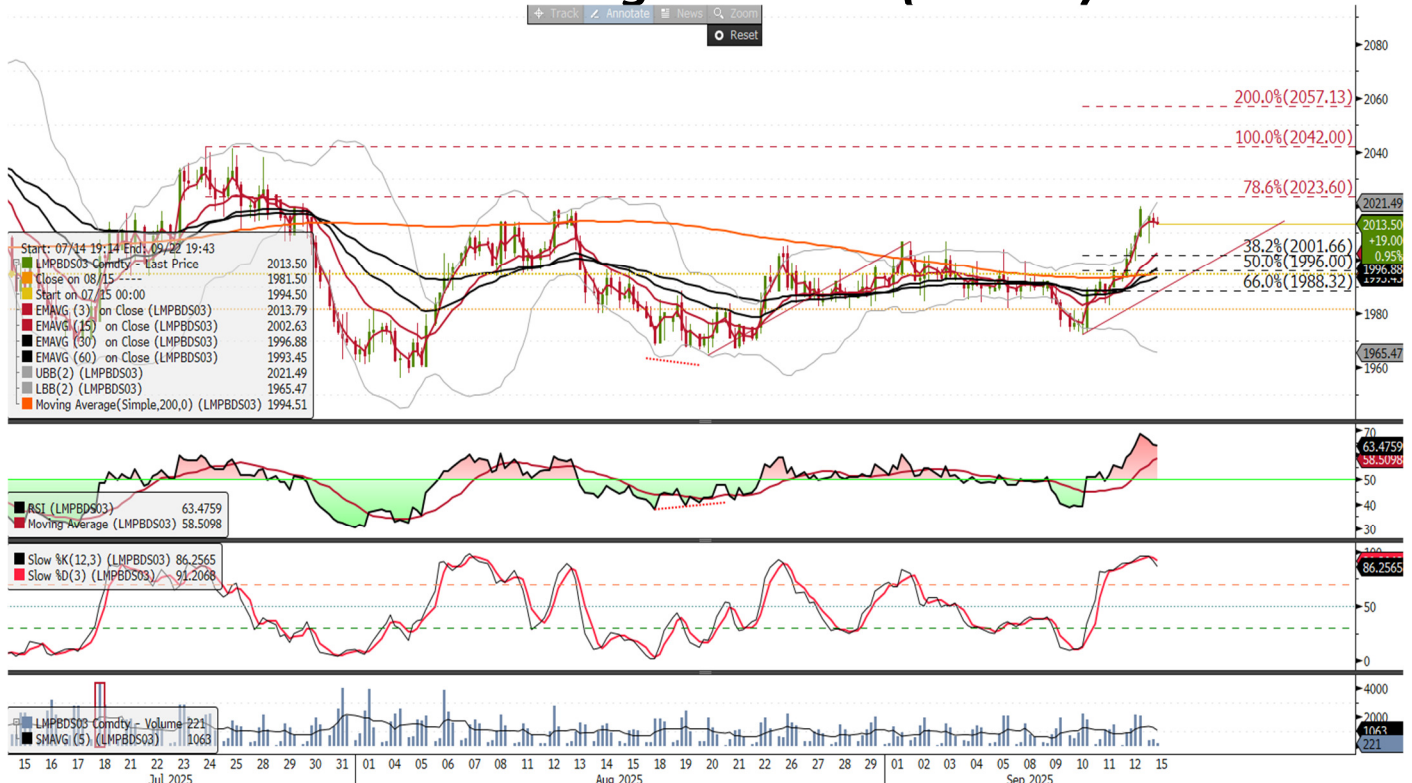 Track Annotate News Zoom
Reset
2080
2060
2040
1980
1960
200.0%(2057.13)
100.0%(2042.00)
78.6%(2023.60)
38.2%(2001.66)
50.0%(1996.00)
66.0%(1988.32)
2021.49
2013.50
+19.00
0.95%
1996.88
1993.45
1965.47
Start: 07/14 19:14 End: 09/22 19:43
LMPBDS03 Comdty - Last Price 2013.50
Close on 08/15 ---- 1981.50
Start on 07/15 00:00 1994.50
EMAVG (3) on Close (LMPBDS03) 2013.79
EMAVG (15) on Close (LMPBDS03) 2002.63
EMAVG (30) on Close (LMPBDS03) 1996.88
EMAVG (60) on Close (LMPBDS03) 1993.45
UBB(2) (LMPBDS03) 2021.49
LBB(2) (LMPBDS03) 1965.47
Moving Average(Simple,200,0) (LMPBDS03) 1994.51
70
63.4759
58.5098
50
40
30
RSI (LMPBDS03) 63.4759
Moving Average (LMPBDS03) 58.5098
Slow %K(12,3) (LMPBDS03) 86.2565
Slow %D(3) (LMPBDS03) 91.2068
100
86.2565
50
0
LMPBDS03 Comdty - Volume 221
SMAVG (5) (LMPBDS03) 1063
4000
2000
1063
221
15 16 17 18 21 22 23 24 25 28 29 30 31 01 04 05 06 07 08 11 12 13 14 15 18 19 20 21 22 26 27 28 29 01 02 03 04 05 08 09 10 11 12 15
Jul 2025 Aug 2025 Sep 2025